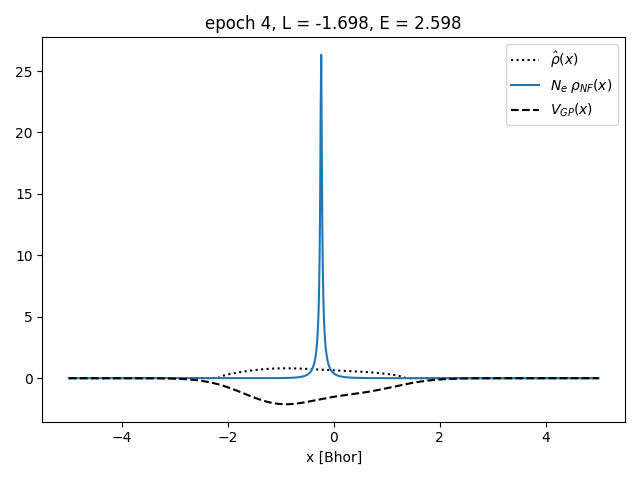 epoch 4, L = -1.698, E = 2.598
ρ̂(x)
N_e ρ_NF(x)
V_GP(x)
25
20
15
10
5
0
−4 −2 0 2 4
x [Bhor]